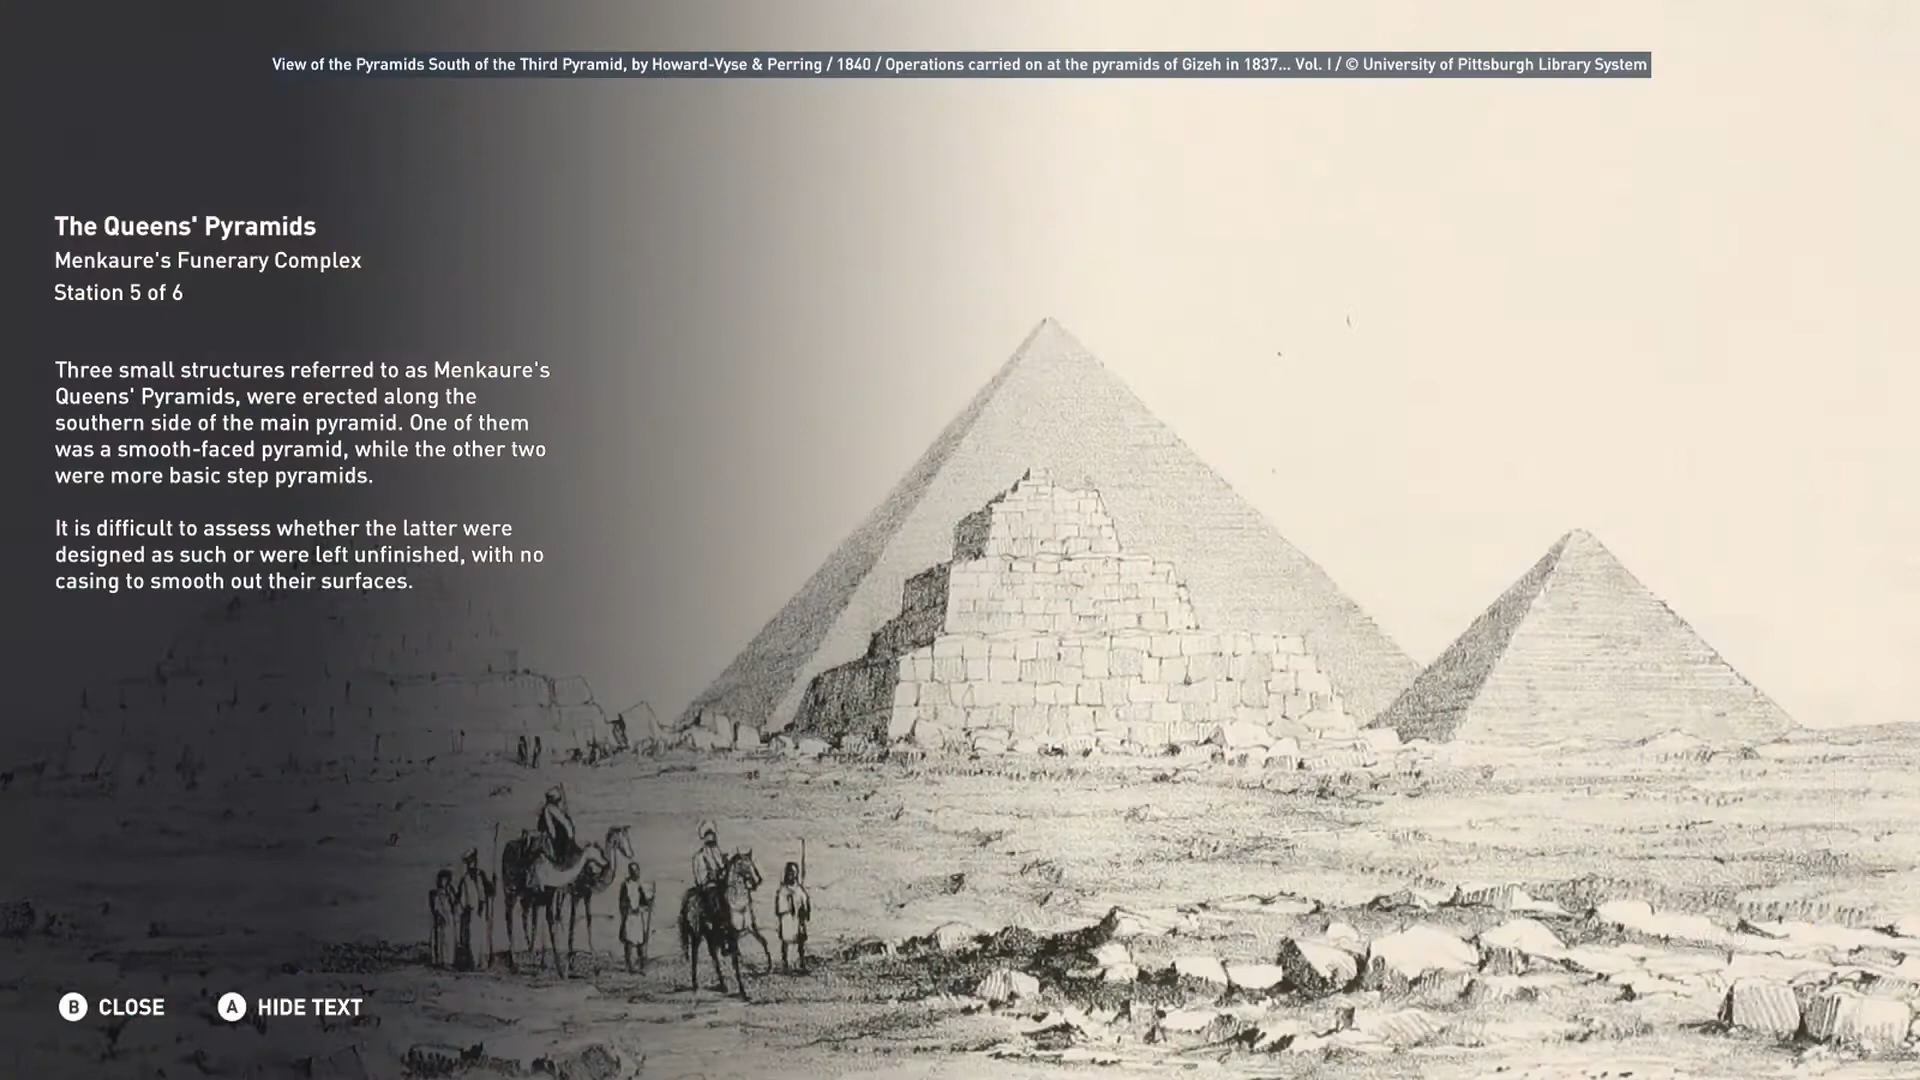 View of the Pyramids South of the Third Pyramid, by Howard-Vyse & Perring / 1840 / Operations carried on at the pyramids of Gizeh in 1837... Vol. I / © University of Pittsburgh Library System
The Queens' Pyramids
Menkaure's Funerary Complex
Station 5 of 6
Three small structures referred to as Menkaure's
Queens' Pyramids, were erected along the
southern side of the main pyramid. One of them
was a smooth-faced pyramid, while the other two
were more basic step pyramids.
It is difficult to assess whether the latter were
designed as such or were left unfinished, with no
casing to smooth out their surfaces.
B CLOSE A HIDE TEXT